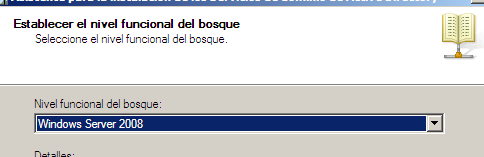 Establecer el nivel funcional del bosque
Seleccione el nivel funcional del bosque.
Nivel funcional del bosque:
Windows Server 2008
Detalles: